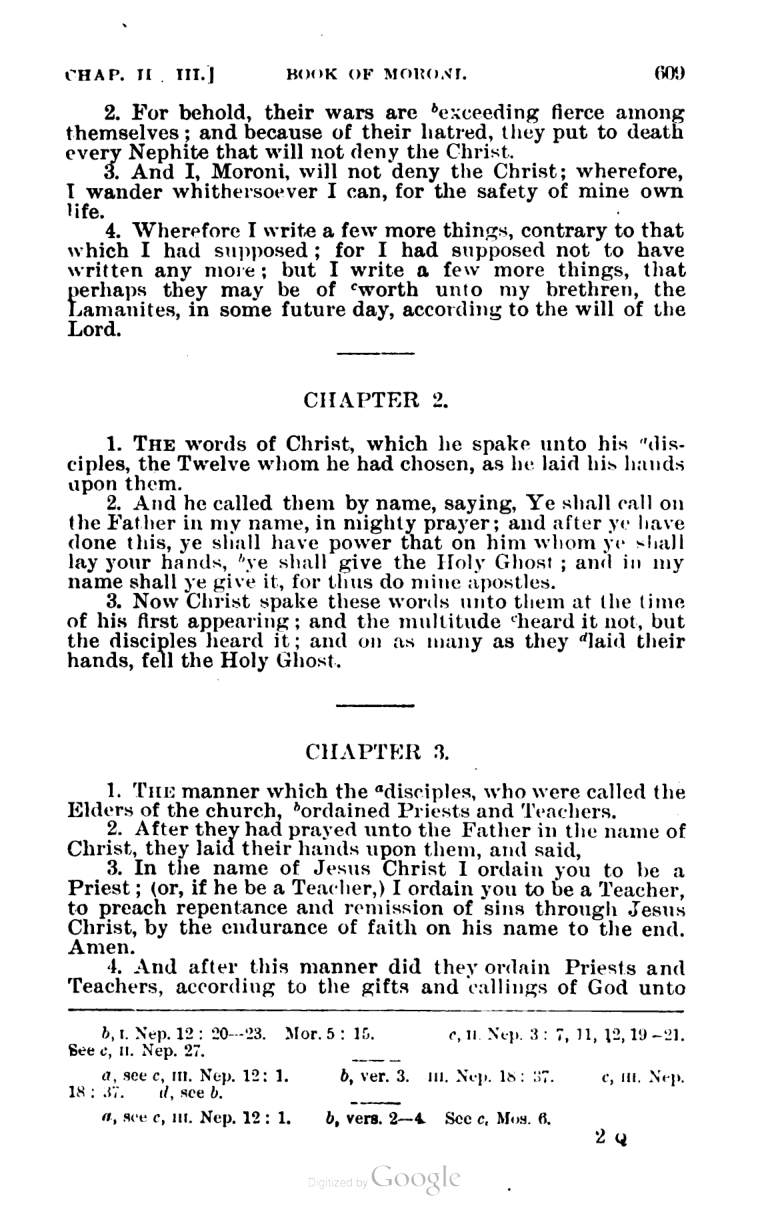 CHAP. II III.] BOOK OF MORONI. 609
2. For behold, their wars are ᵇexceeding fierce among
themselves; and because of their hatred, they put to death
every Nephite that will not deny the Christ.
3. And I, Moroni, will not deny the Christ; wherefore,
I wander whithersoever I can, for the safety of mine own
life.
4. Wherefore I write a few more things, contrary to that
which I had supposed; for I had supposed not to have
written any more; but I write a few more things, that
perhaps they may be of ᶜworth unto my brethren, the
Lamanites, in some future day, according to the will of the
Lord.
CHAPTER 2.
1. THE words of Christ, which he spake unto his ᵃdis-
ciples, the Twelve whom he had chosen, as he laid his hands
upon them.
2. And he called them by name, saying, Ye shall call on
the Father in my name, in mighty prayer; and after ye have
done this, ye shall have power that on him whom ye shall
lay your hands, ᵇye shall give the Holy Ghost; and in my
name shall ye give it, for thus do mine apostles.
3. Now Christ spake these words unto them at the time
of his first appearing; and the multitude ᶜheard it not, but
the disciples heard it; and on as many as they ᵈlaid their
hands, fell the Holy Ghost.
CHAPTER 3.
1. THE manner which the ᵃdisciples, who were called the
Elders of the church, ᵇordained Priests and Teachers.
2. After they had prayed unto the Father in the name of
Christ, they laid their hands upon them, and said,
3. In the name of Jesus Christ I ordain you to be a
Priest; (or, if he be a Teacher,) I ordain you to be a Teacher,
to preach repentance and remission of sins through Jesus
Christ, by the endurance of faith on his name to the end.
Amen.
4. And after this manner did they ordain Priests and
Teachers, according to the gifts and callings of God unto
b, I. Nep. 12: 20—23. Mor. 5: 15. c, II. Nep. 3: 7, 11, 12, 19—21.
See c, II. Nep. 27.
a, see c, III. Nep. 12: 1. b, ver. 3. III. Nep. 18: 37. c, III. Nep.
18: 37. d, see b.
a, see c, III. Nep. 12: 1. b, vers. 2—4 See c, Mos. 6.
2 Q
Digitized by Google